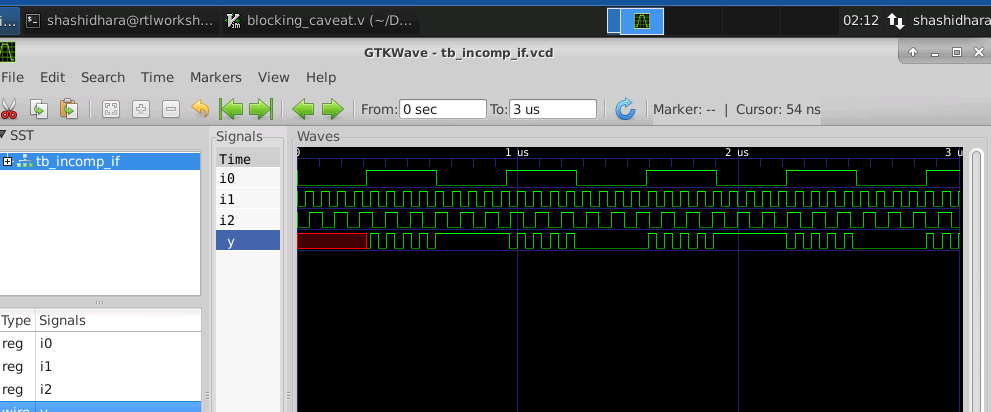 i...
shashidhara@rtlworksh...
blocking_caveat.v (~/D...
02:12
shashidhara
GTKWave - tb_incomp_if.vcd
File Edit Search Time Markers View Help
From: 0 sec To: 3 us Marker: -- | Cursor: 54 ns
SST
Signals
Waves
tb_incomp_if
Time
0 1 us 2 us 3 u
i0
i1
i2
y
Type Signals
reg i0
reg i1
reg i2